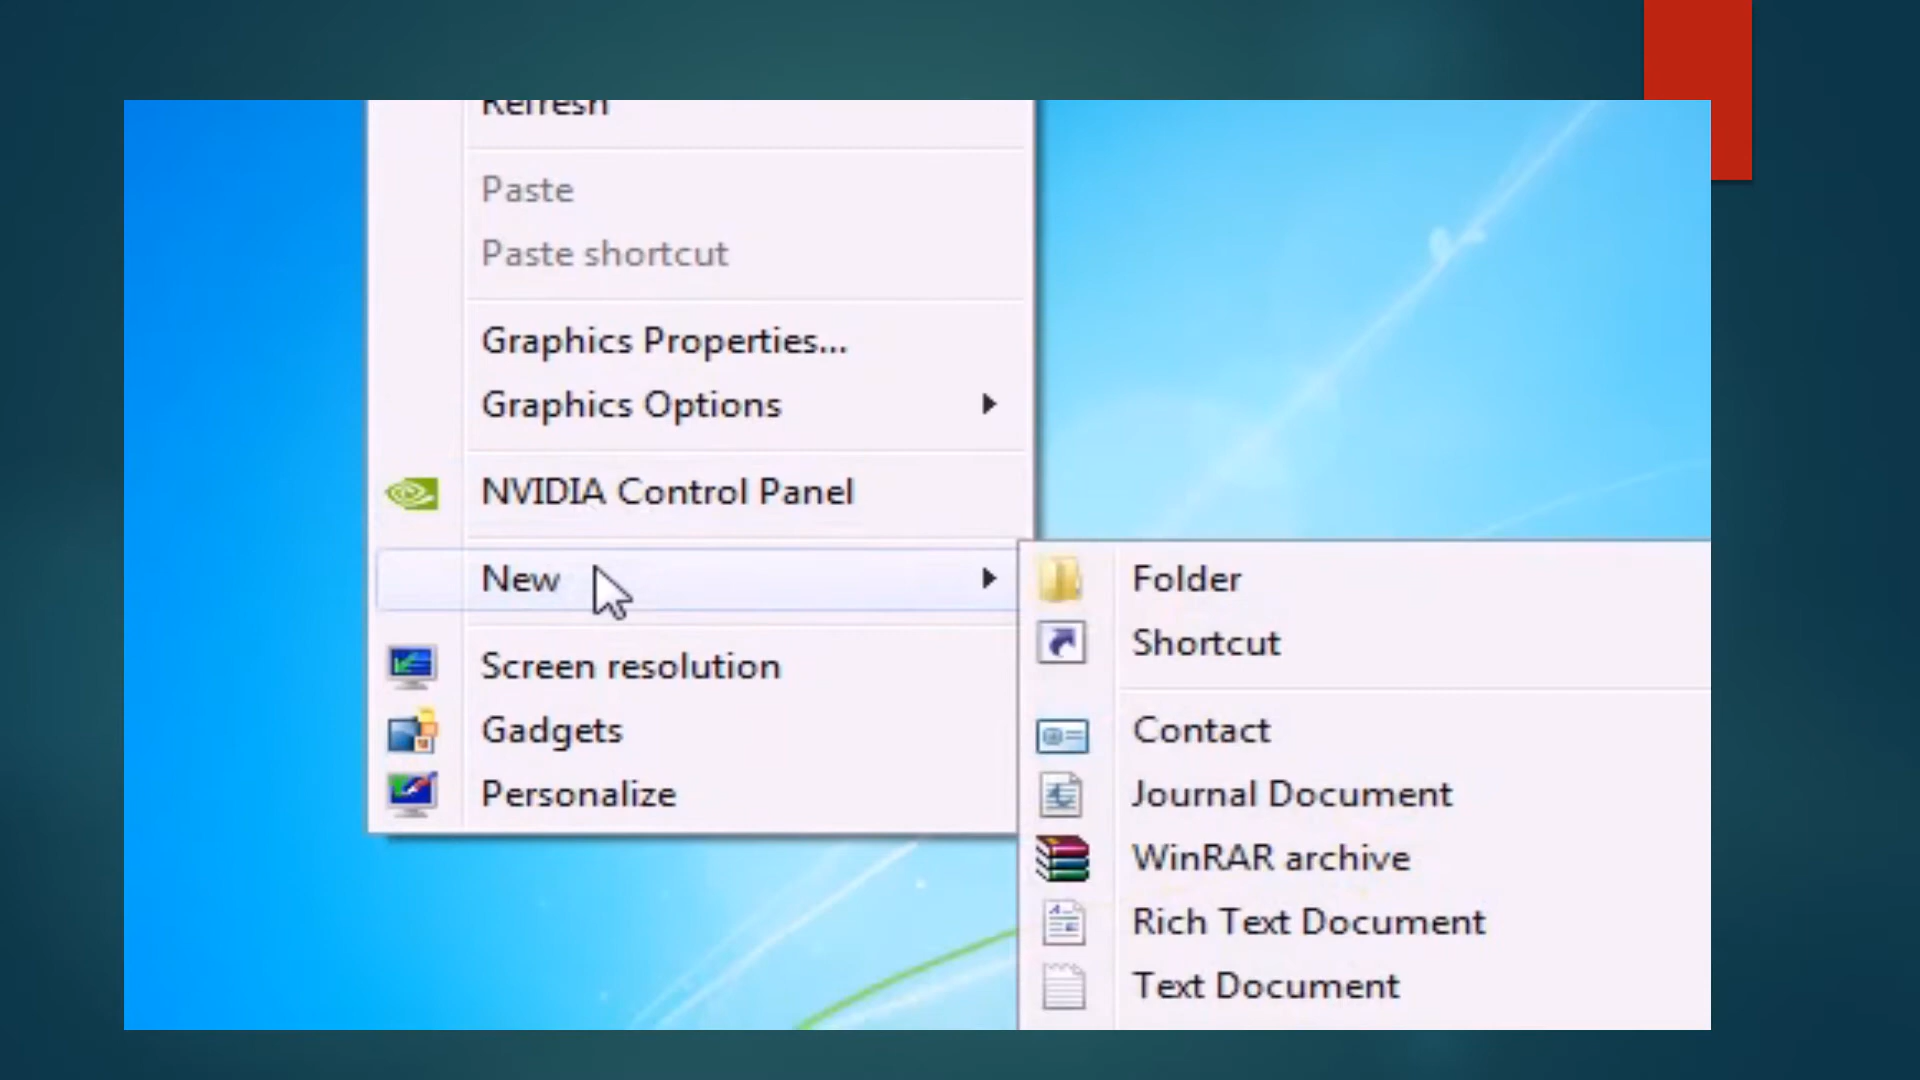 Refresh
Paste
Paste shortcut
Graphics Properties...
Graphics Options
NVIDIA Control Panel
New
Screen resolution
Gadgets
Personalize
Folder
Shortcut
Contact
Journal Document
WinRAR archive
Rich Text Document
Text Document